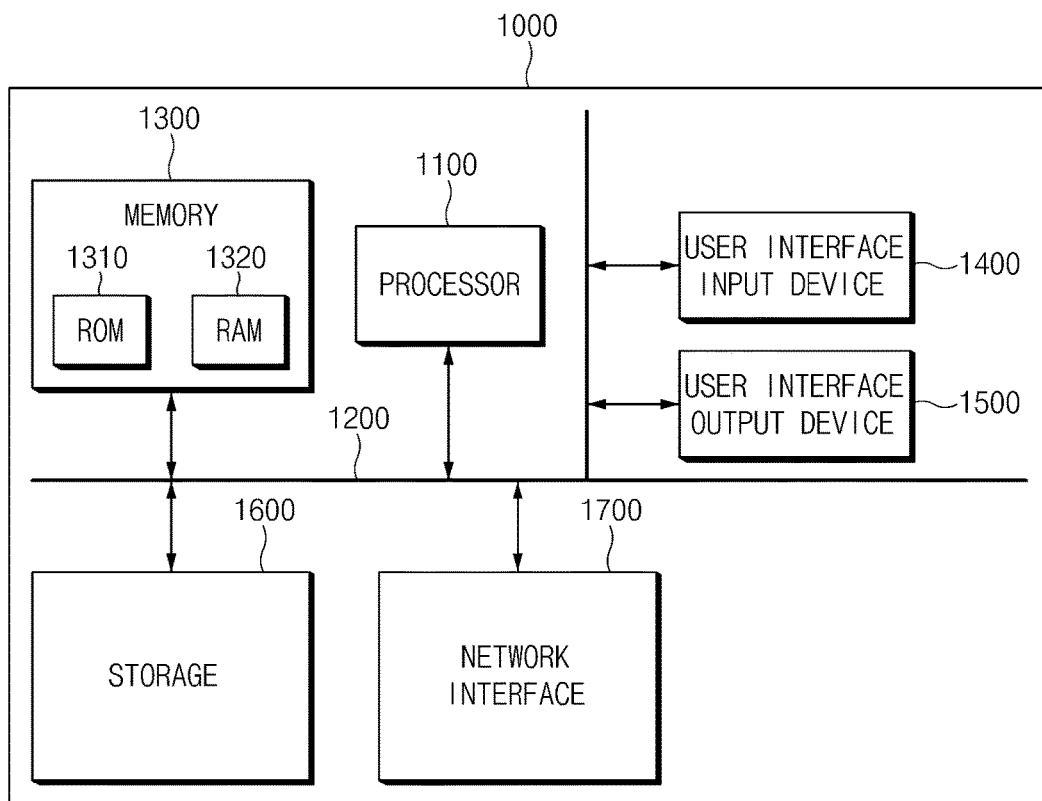 1000
1300
MEMORY
1310
1320
ROM
RAM
1100
PROCESSOR
USER INTERFACE
INPUT DEVICE
1400
USER INTERFACE
OUTPUT DEVICE
1500
1200
1600
STORAGE
1700
NETWORK
INTERFACE